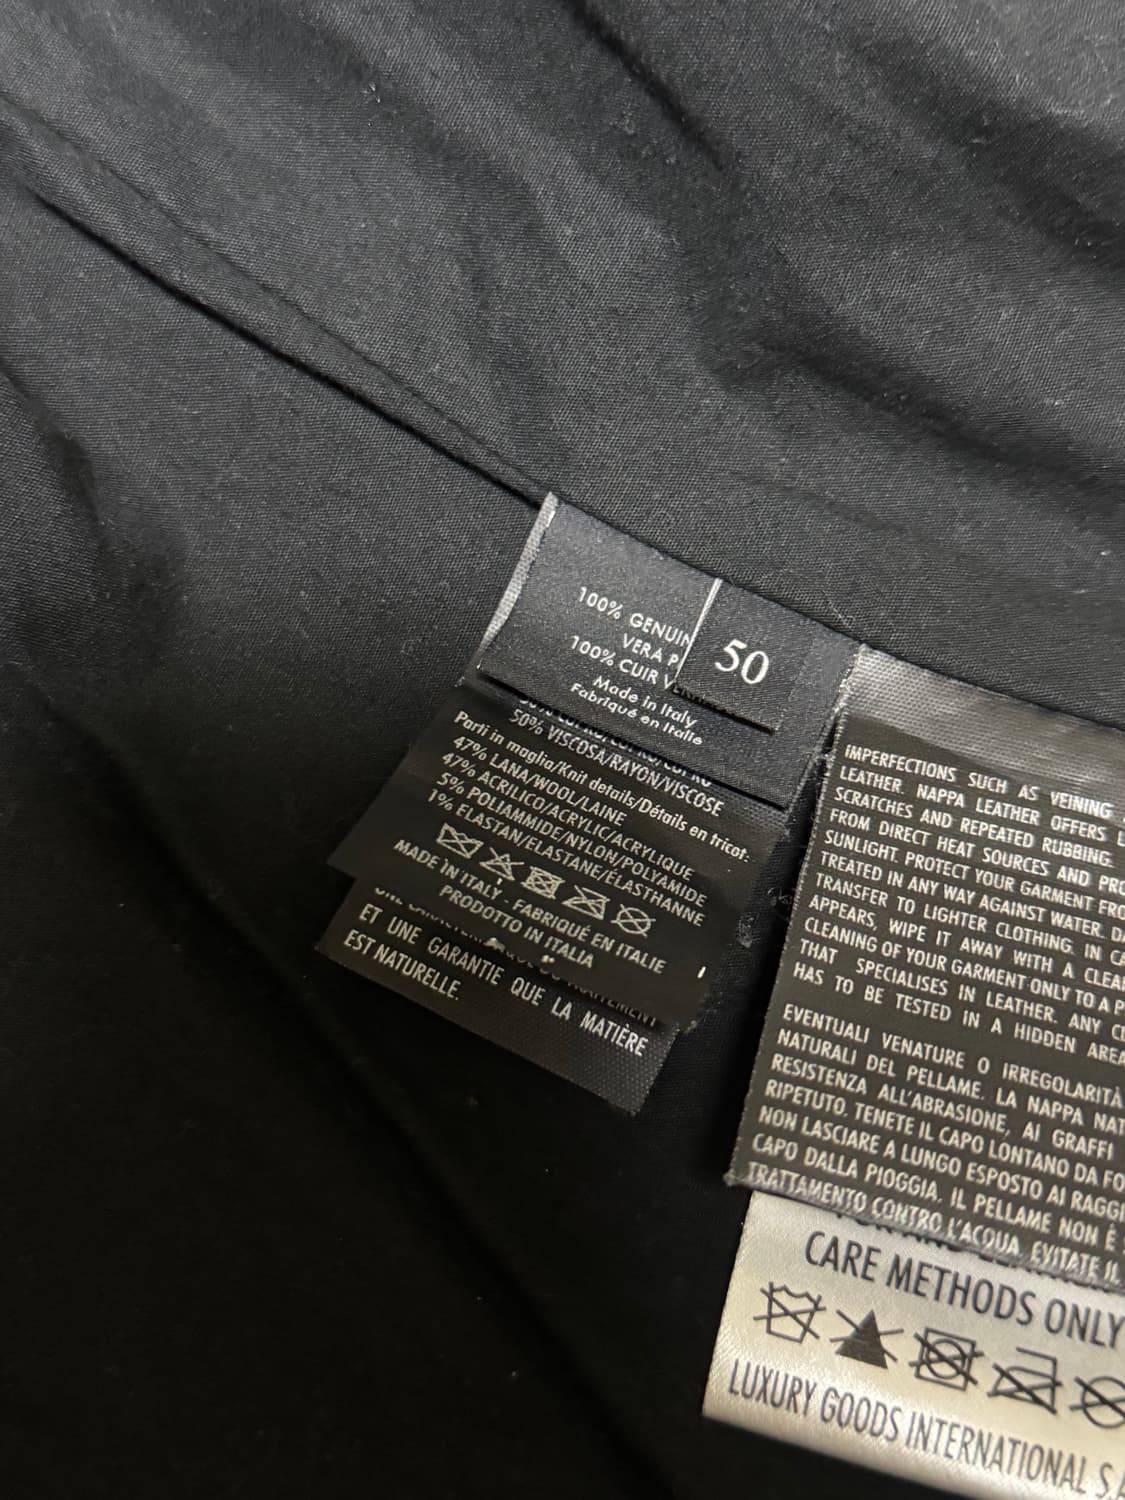 100% GENUIN
VERA P
100% CUIR V
Made in Italy
Fabriqué en Italie
50
50% VISCOSA/RAYON/VISCOSE
Parti in maglia/Knit details/Détails en tricot:
47% LANA/WOOL/LAINE
47% ACRILICO/ACRYLIC/ACRYLIQUE
5% POLIAMMIDE/NYLON/POLYAMIDE
1% ELASTAN/ELASTANE/ÉLASTHANNE
MADE IN ITALY - FABRIQUÉ EN ITALIE
PRODOTTO IN ITALIA
ET UNE GARANTIE QUE LA MATIÈRE
EST NATURELLE.
IMPERFECTIONS SUCH AS VEINING
LEATHER. NAPPA LEATHER OFFERS
SCRATCHES AND REPEATED RUBBING.
FROM DIRECT HEAT SOURCES AND PRO
SUNLIGHT. PROTECT YOUR GARMENT FRO
TREATED IN ANY WAY AGAINST WATER. D
TRANSFER TO LIGHTER CLOTHING. IN CA
APPEARS, WIPE IT AWAY WITH A CLEA
CLEANING OF YOUR GARMENT ONLY TO A P
THAT SPECIALISES IN LEATHER. ANY C
HAS TO BE TESTED IN A HIDDEN AREA
EVENTUALI VENATURE O IRREGOLARITÀ
NATURALI DEL PELLAME. LA NAPPA NAT
RESISTENZA ALL'ABRASIONE, AI GRAFFI
RIPETUTO. TENETE IL CAPO LONTANO DA FO
NON LASCIARE A LUNGO ESPOSTO AI RAGGI
CAPO DALLA PIOGGIA. IL PELLAME NON È
TRATTAMENTO CONTRO L'ACQUA. EVITATE IL
CARE METHODS ONLY
LUXURY GOODS INTERNATIONAL S.A